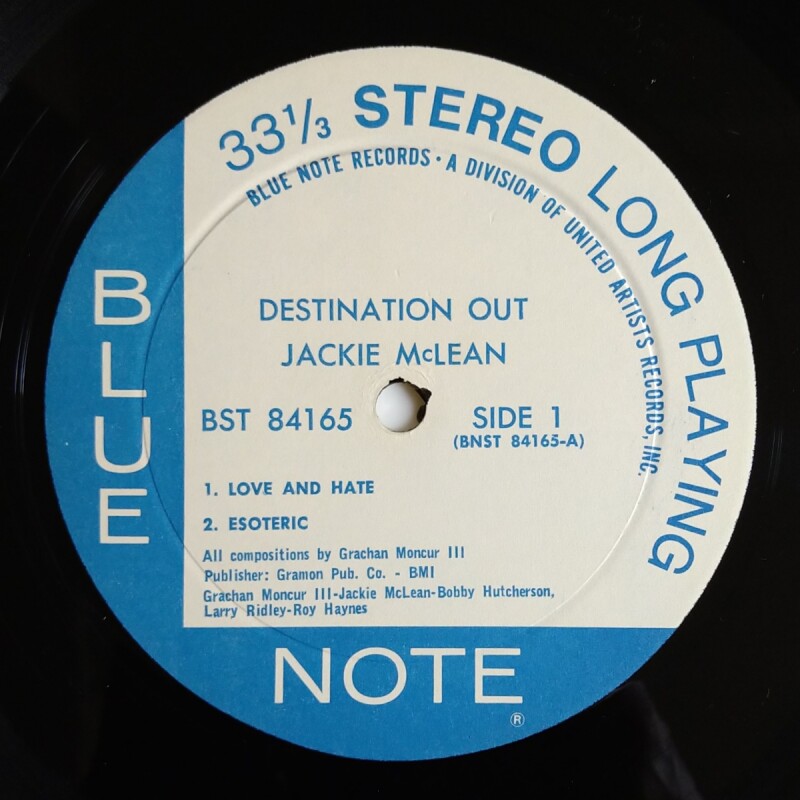 33⅓ STEREO LONG PLAYING
BLUE NOTE RECORDS · A DIVISION OF UNITED ARTISTS RECORDS, INC.
DESTINATION OUT
JACKIE McLEAN
BST 84165
SIDE 1
(BNST 84165-A)
1. LOVE AND HATE
2. ESOTERIC
All compositions by Grachan Moncur III
Publisher: Gramon Pub. Co. - BMI
Grachan Moncur III-Jackie McLean-Bobby Hutcherson,
Larry Ridley-Roy Haynes
BLUE
NOTE
®